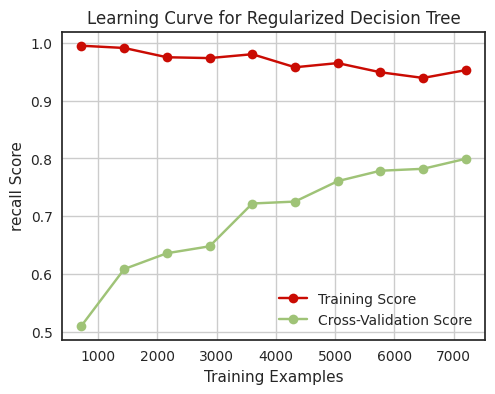 Learning Curve for Regularized Decision Tree
1.0
0.9
0.8
0.7
0.6
0.5
recall Score
Training Score
Cross-Validation Score
1000 2000 3000 4000 5000 6000 7000
Training Examples